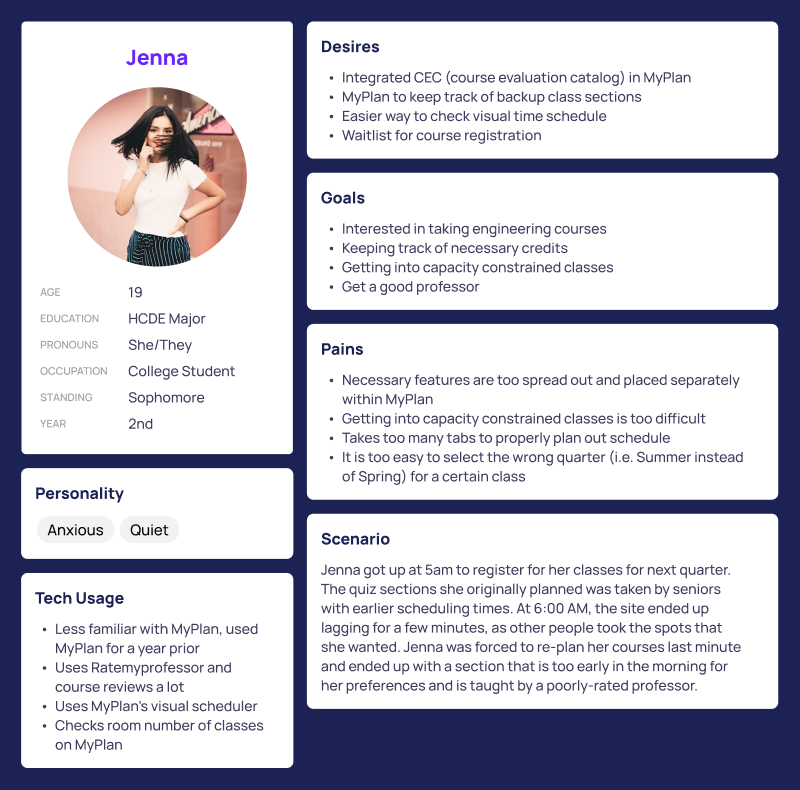 Jenna
AGE 19
EDUCATION HCDE Major
PRONOUNS She/They
OCCUPATION College Student
STANDING Sophomore
YEAR 2nd
Personality
Anxious Quiet
Tech Usage
• Less familiar with MyPlan, used
MyPlan for a year prior
• Uses Ratemyprofessor and
course reviews a lot
• Uses MyPlan's visual scheduler
• Checks room number of classes
on MyPlan
Desires
• Integrated CEC (course evaluation catalog) in MyPlan
• MyPlan to keep track of backup class sections
• Easier way to check visual time schedule
• Waitlist for course registration
Goals
• Interested in taking engineering courses
• Keeping track of necessary credits
• Getting into capacity constrained classes
• Get a good professor
Pains
• Necessary features are too spread out and placed separately
within MyPlan
• Getting into capacity constrained classes is too difficult
• Takes too many tabs to properly plan out schedule
• It is too easy to select the wrong quarter (i.e. Summer instead
of Spring) for a certain class
Scenario
Jenna got up at 5am to register for her classes for next quarter.
The quiz sections she originally planned was taken by seniors
with earlier scheduling times. At 6:00 AM, the site ended up
lagging for a few minutes, as other people took the spots that
she wanted. Jenna was forced to re-plan her courses last minute
and ended up with a section that is too early in the morning for
her preferences and is taught by a poorly-rated professor.